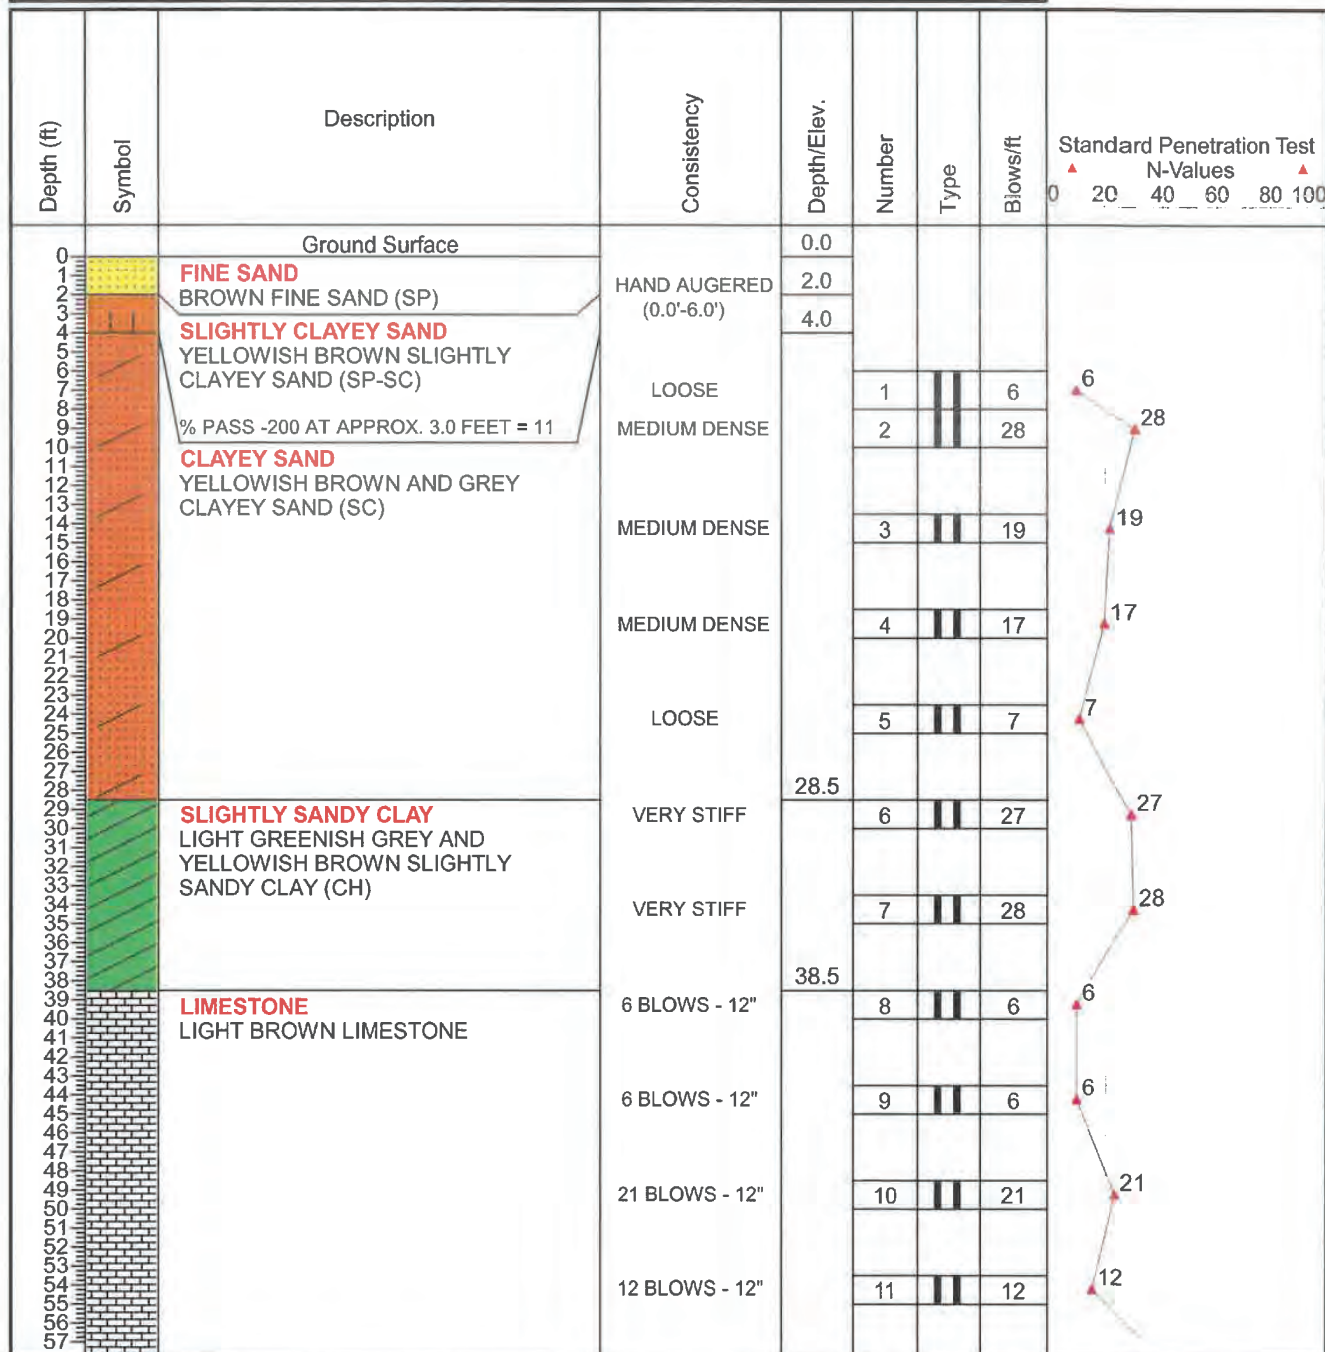 Depth (ft)
Symbol
Description
Consistency
Depth/Elev.
Number
Type
Blows/ft
Standard Penetration Test
N-Values
0 20 40 60 80 100
Ground Surface
0.0
FINE SAND
BROWN FINE SAND (SP)
HAND AUGERED
(0.0'-6.0')
2.0
4.0
SLIGHTLY CLAYEY SAND
YELLOWISH BROWN SLIGHTLY
CLAYEY SAND (SP-SC)
% PASS -200 AT APPROX. 3.0 FEET = 11
LOOSE 1 6 6
MEDIUM DENSE 2 28 28
CLAYEY SAND
YELLOWISH BROWN AND GREY
CLAYEY SAND (SC)
MEDIUM DENSE 3 19 19
MEDIUM DENSE 4 17 17
LOOSE 5 7 7
28.5
SLIGHTLY SANDY CLAY
LIGHT GREENISH GREY AND
YELLOWISH BROWN SLIGHTLY
SANDY CLAY (CH)
VERY STIFF 6 27 27
VERY STIFF 7 28 28
38.5
LIMESTONE
LIGHT BROWN LIMESTONE
6 BLOWS - 12" 8 6 6
6 BLOWS - 12" 9 6 6
21 BLOWS - 12" 10 21 21
12 BLOWS - 12" 11 12 12
0
1
2
3
4
5
6
7
8
9
10
11
12
13
14
15
16
17
18
19
20
21
22
23
24
25
26
27
28
29
30
31
32
33
34
35
36
37
38
39
40
41
42
43
44
45
46
47
48
49
50
51
52
53
54
55
56
57